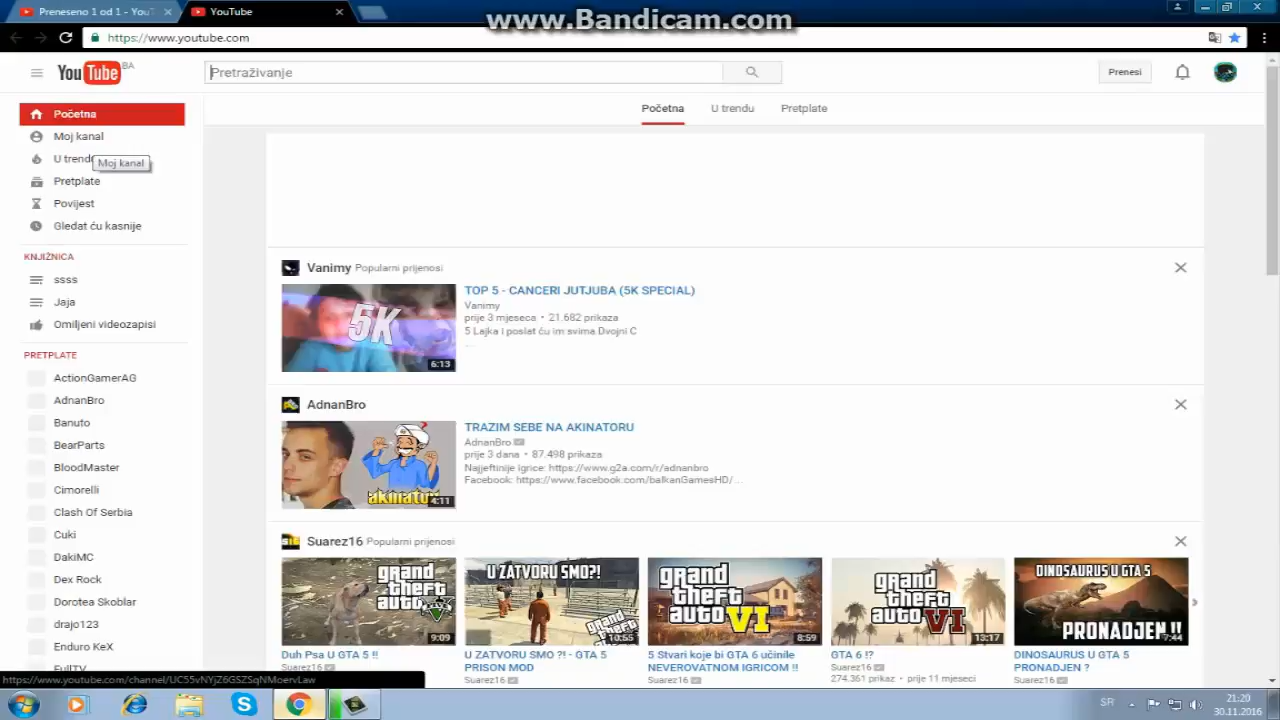 Preneseno 1 od 1 - YouT
YouTube
www.Bandicam.com
https://www.youtube.com
YouTube BA
Pretraživanje
Prenesi
Početna
U trendu
Pretplate
Početna
Moj kanal
U trendu
Moj kanal
Pretplate
Povijest
Gledat ću kasnije
KNJIŽNICA
ssss
Jaja
Omiljeni videozapisi
PRETPLATE
ActionGamerAG
AdnanBro
Banuto
BearParts
BloodMaster
Cimorelli
Clash Of Serbia
Cuki
DakiMC
Dex Rock
Dorotea Skoblar
drajo123
Enduro KeX
FullTV
Vanimy Popularni prijenosi
5K
6:13
TOP 5 - CANCERI JUTJUBA (5K SPECIAL)
Vanimy
prije 3 mjeseca • 21.682 prikaza
5 Lajka I poslat ću im svima Dvojni C
...
AdnanBro
akinator
4:11
TRAZIM SEBE NA AKINATORU
AdnanBro
prije 3 dana • 87.498 prikaza
Najjeftinije igrice: https://www.g2a.com/r/adnanbro
Facebook: https://www.facebook.com/balkanGamesHD/ ...
Suarez16 Popularni prijenosi
grand theft auto V
9:09
Duh Psa U GTA 5 !!
Suarez16
U ZATVORU SMO?!
grand theft auto
10:55
U ZATVORU SMO ?! - GTA 5
PRISON MOD
Suarez16
grand theft auto VI
8:59
5 Stvari koje bi GTA 6 učinile
NEVEROVATNOM IGRICOM !!
Suarez16
grand theft auto VI
13:17
GTA 6 !?
Suarez16
274.361 prikaz • prije 11 mjeseci
DINOSAURUS U GTA 5
PRONADJEM !!
7:44
DINOSAURUS U GTA 5
PRONADJEM ?
Suarez16
https://www.youtube.com/channel/UC55vNYjZ6GSZSqNMoervLaw
SR
21:20
30.11.2016